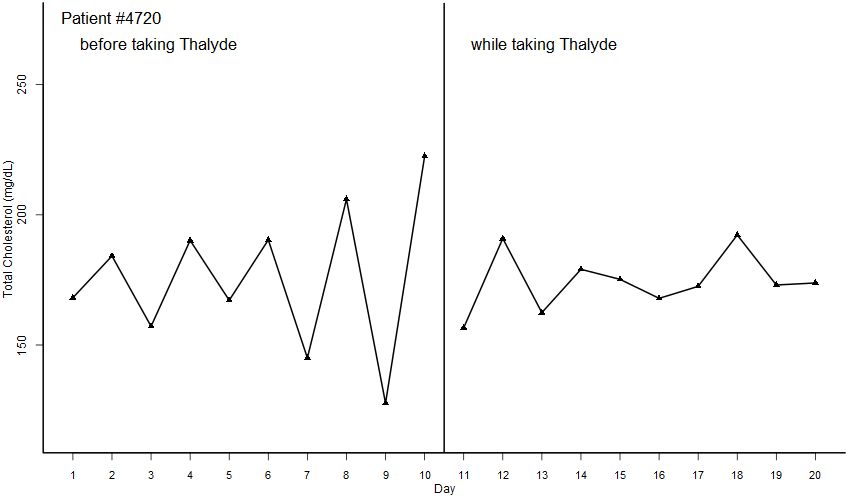 Patient #4720
before taking Thalyde
while taking Thalyde
Total Cholesterol (mg/dL)
250
200
150
1 2 3 4 5 6 7 8 9 10 11 12 13 14 15 16 17 18 19 20
Day